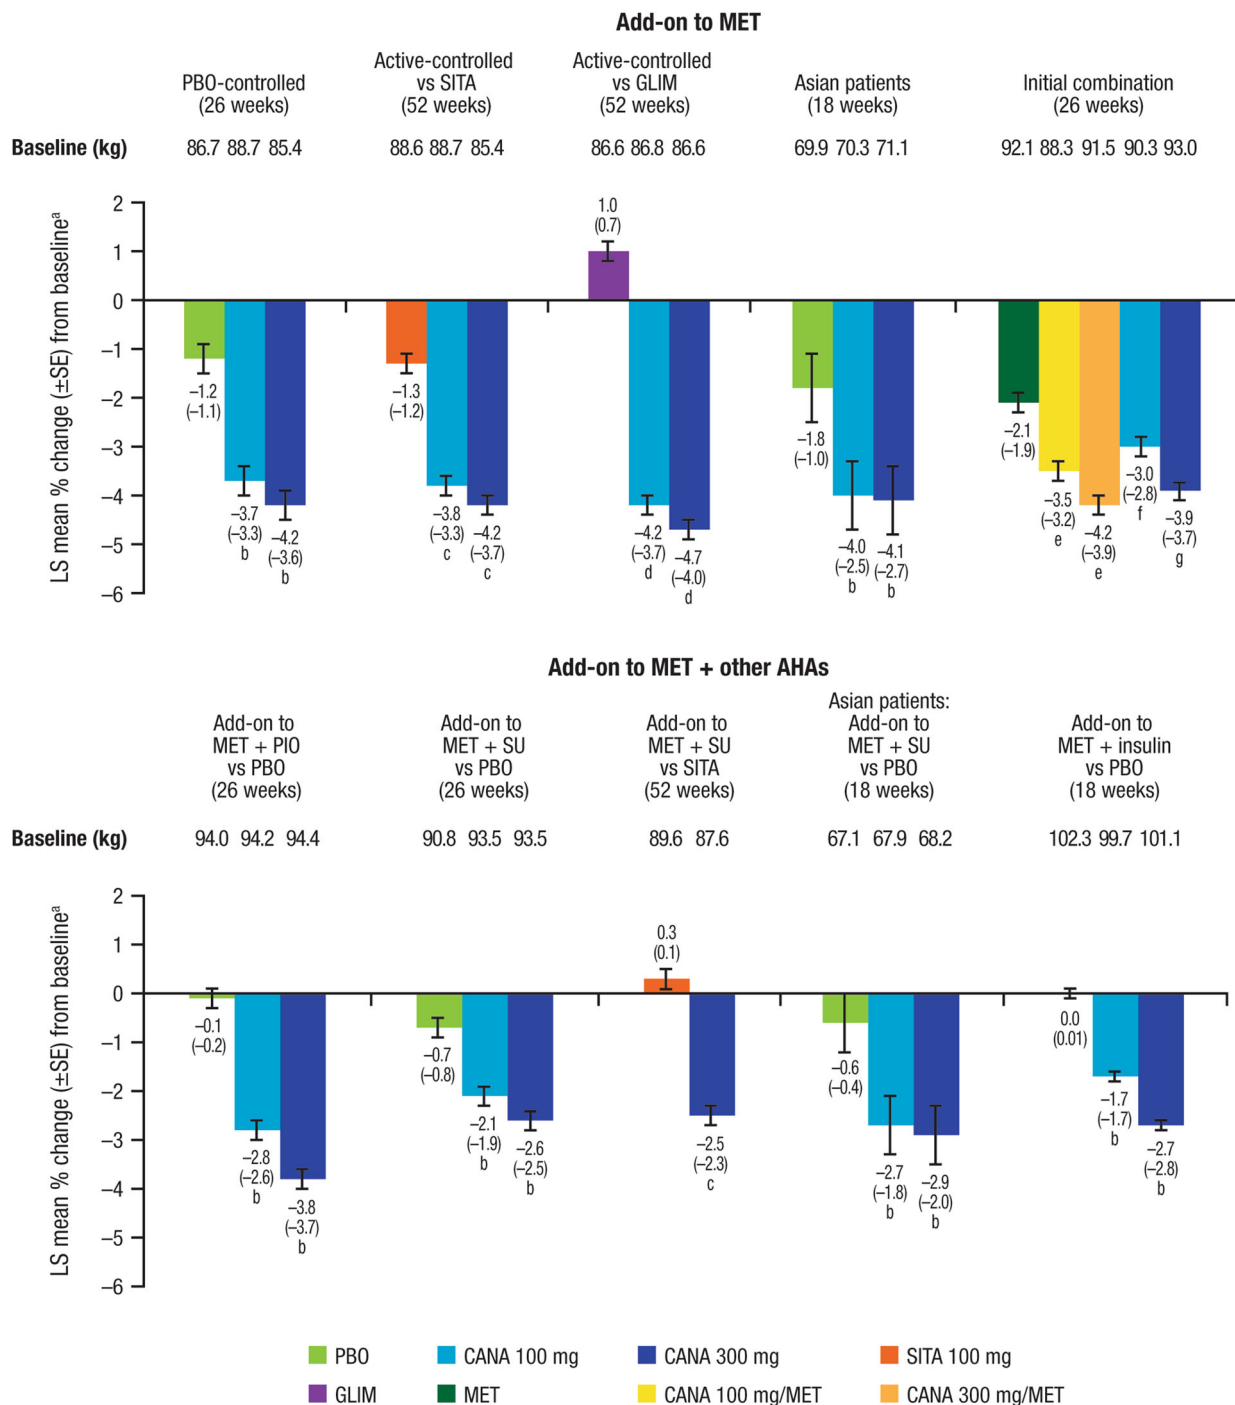 Add-on to MET
PBO-controlled
(26 weeks)
Active-controlled
vs SITA
(52 weeks)
Active-controlled
vs GLIM
(52 weeks)
Asian patients
(18 weeks)
Initial combination
(26 weeks)
Baseline (kg)
86.7 88.7 85.4
88.6 88.7 85.4
86.6 86.8 86.6
69.9 70.3 71.1
92.1 88.3 91.5 90.3 93.0
LS mean % change (±SE) from baselineᵃ
2
1
0
–1
–2
–3
–4
–5
–6
–1.2
(–1.1)
–3.7
(–3.3)
b
–4.2
(–3.6)
b
–1.3
(–1.2)
–3.8
(–3.3)
c
–4.2
(–3.7)
c
1.0
(0.7)
–4.2
(–3.7)
d
–4.7
(–4.0)
d
–1.8
(–1.0)
–4.0
(–2.5)
b
–4.1
(–2.7)
b
–2.1
(–1.9)
–3.5
(–3.2)
e
–4.2
(–3.9)
e
–3.0
(–2.8)
f
–3.9
(–3.7)
g
Add-on to MET + other AHAs
Add-on to
MET + PIO
vs PBO
(26 weeks)
Add-on to
MET + SU
vs PBO
(26 weeks)
Add-on to
MET + SU
vs SITA
(52 weeks)
Asian patients:
Add-on to
MET + SU
vs PBO
(18 weeks)
Add-on to
MET + insulin
vs PBO
(18 weeks)
Baseline (kg)
94.0 94.2 94.4
90.8 93.5 93.5
89.6 87.6
67.1 67.9 68.2
102.3 99.7 101.1
LS mean % change (±SE) from baselineᵃ
2
1
0
–1
–2
–3
–4
–5
–6
–0.1
(–0.2)
–2.8
(–2.6)
b
–3.8
(–3.7)
b
–0.7
(–0.8)
–2.1
(–1.9)
b
–2.6
(–2.5)
b
0.3
(0.1)
–2.5
(–2.3)
c
–0.6
(–0.4)
–2.7
(–1.8)
b
–2.9
(–2.0)
b
0.0
(0.01)
–1.7
(–1.7)
b
–2.7
(–2.8)
b
PBO
CANA 100 mg
CANA 300 mg
SITA 100 mg
GLIM
MET
CANA 100 mg/MET
CANA 300 mg/MET